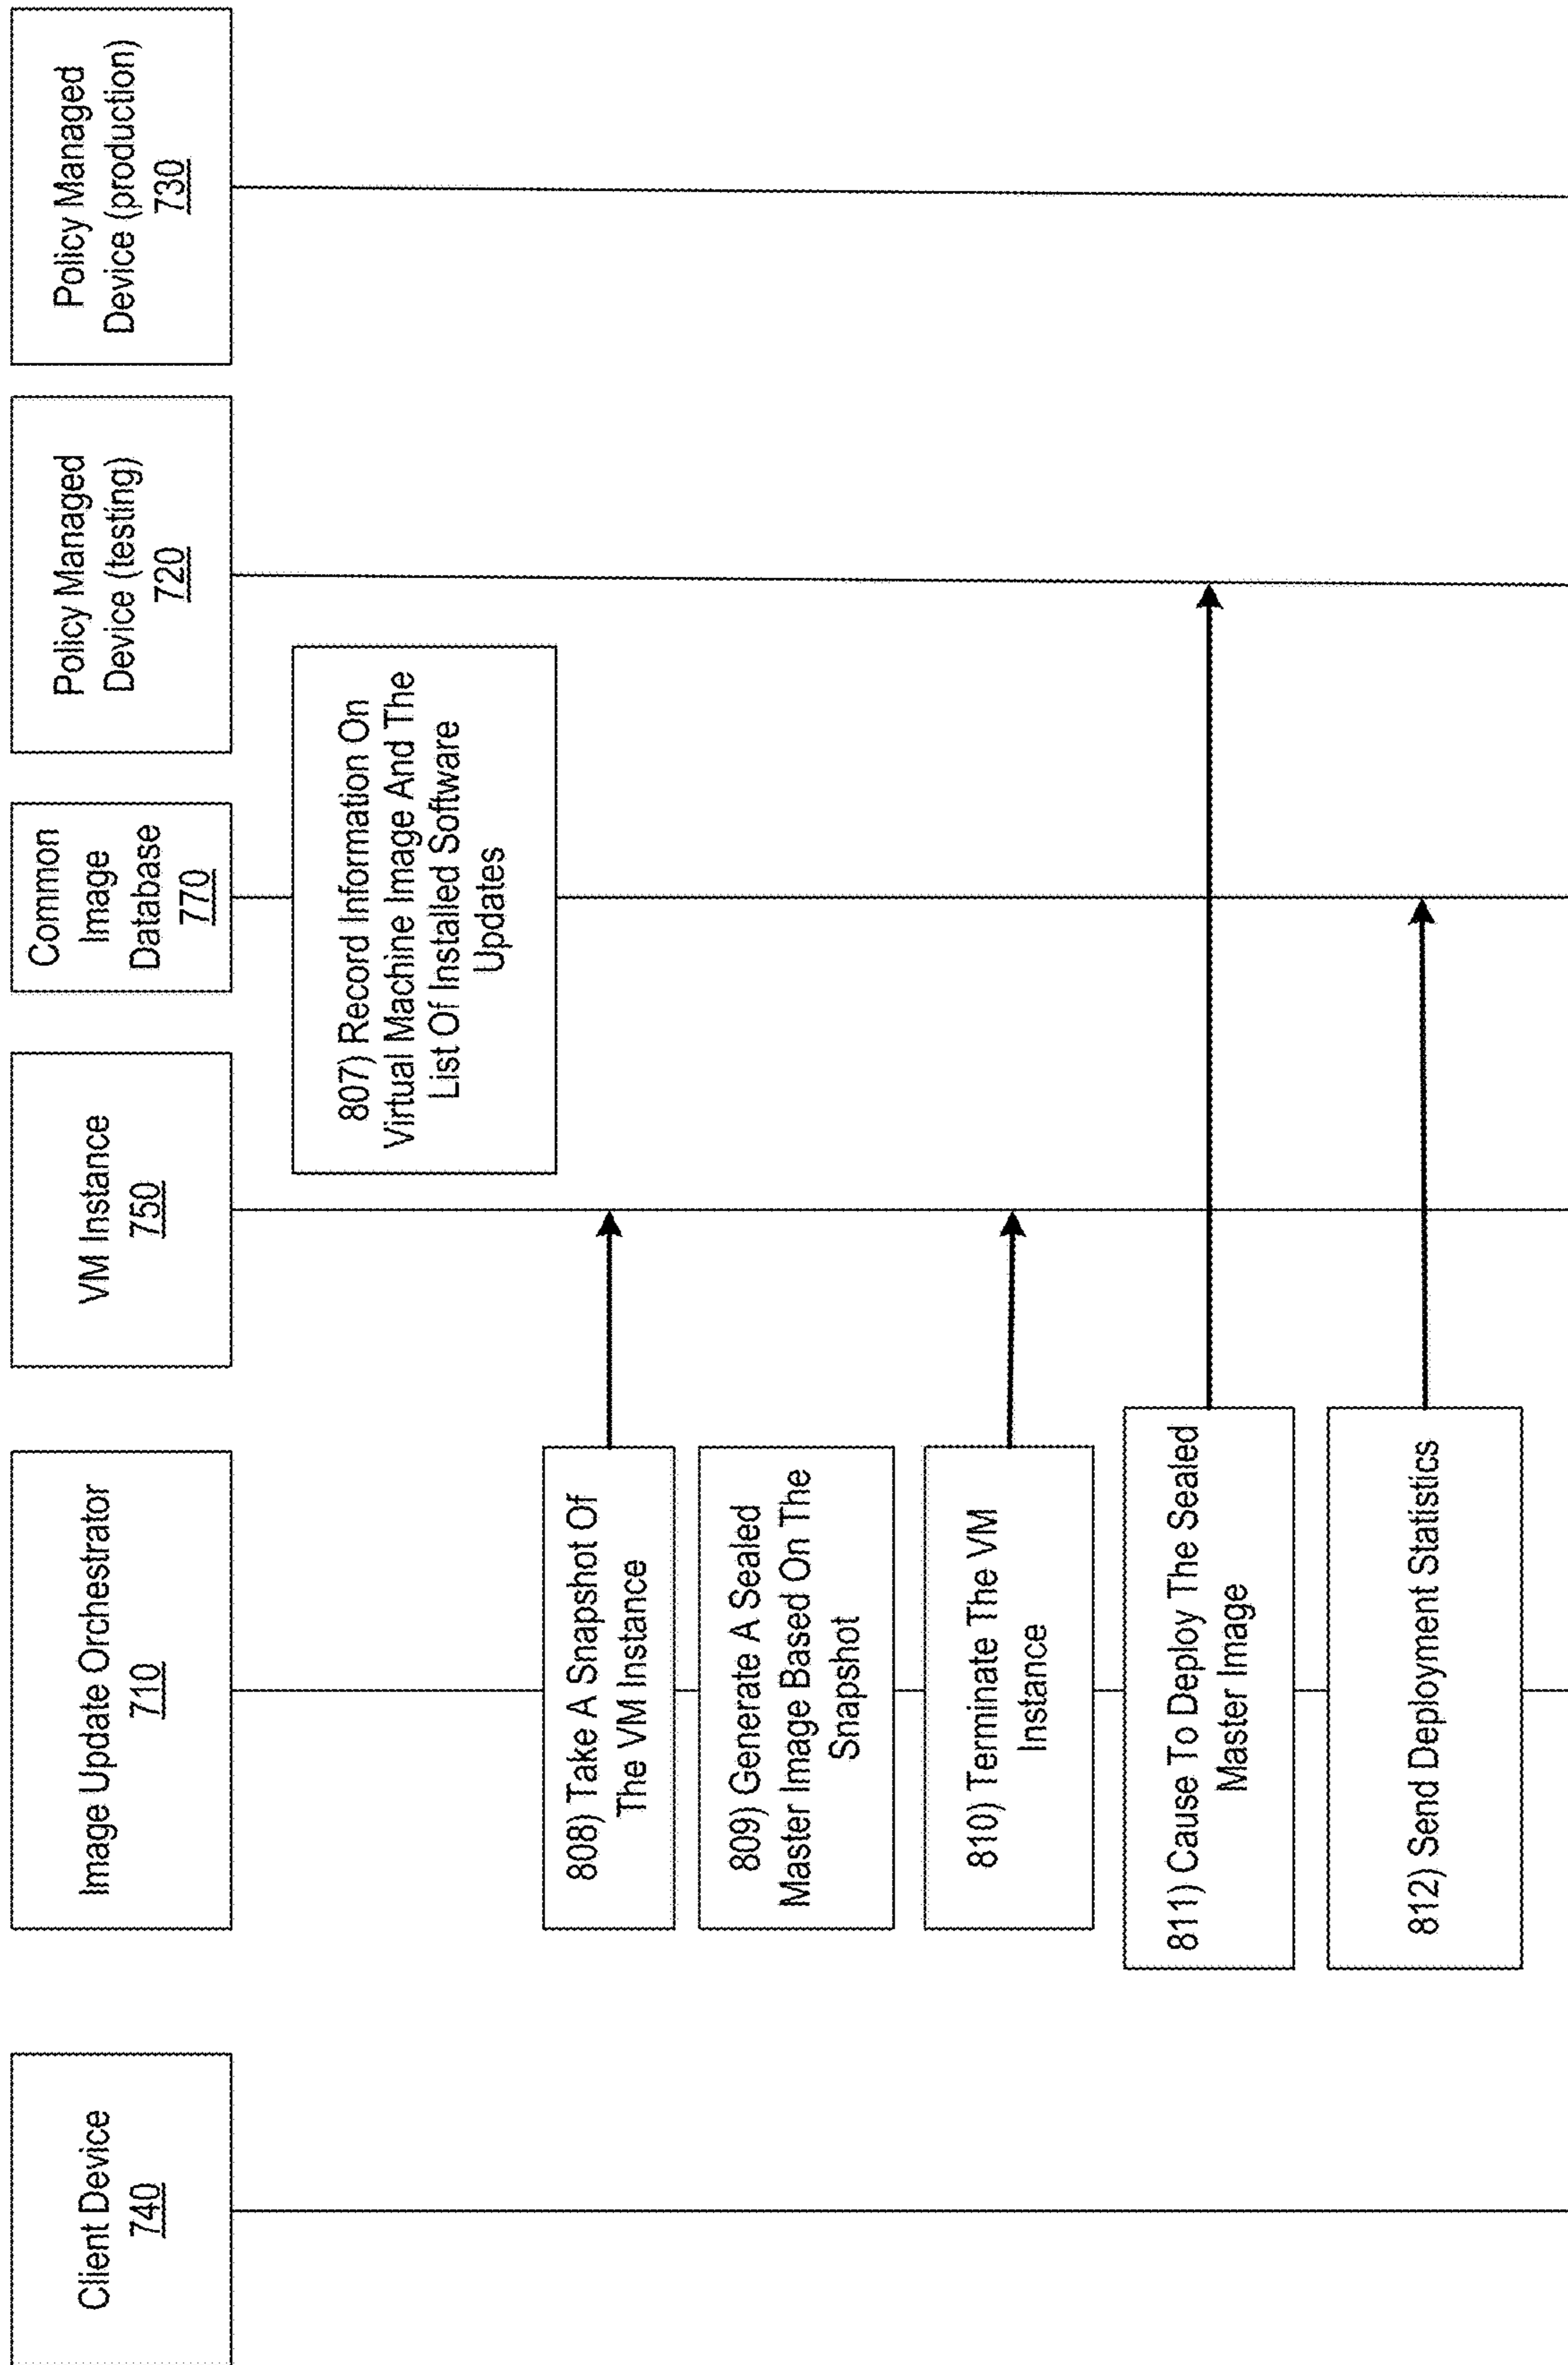 Client Device
740
Image Update Orchestrator
710
VM Instance
750
Common
Image
Database
770
Policy Managed
Device (testing)
720
Policy Managed
Device (production)
730
807) Record Information On
Virtual Machine Image And The
List Of Installed Software
Updates
808) Take A Snapshot Of
The VM Instance
809) Generate A Sealed
Master Image Based On The
Snapshot
810) Terminate The VM
Instance
811) Cause To Deploy The Sealed
Master Image
812) Send Deployment Statistics